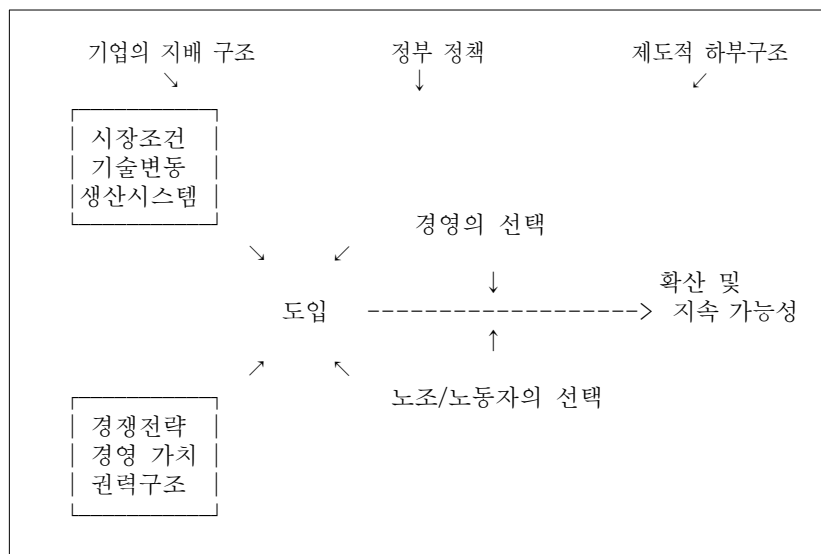 기업의 지배 구조 정부 정책 제도적 하부구조
↘ ↓ ↙
시장조건
기술변동
생산시스템
경영의 선택
↘ ↙
↓ 확산 및
도입 ------------------> 지속 가능성
↑
↗ ↖
노조/노동자의 선택
경쟁전략
경영 가치
권력구조